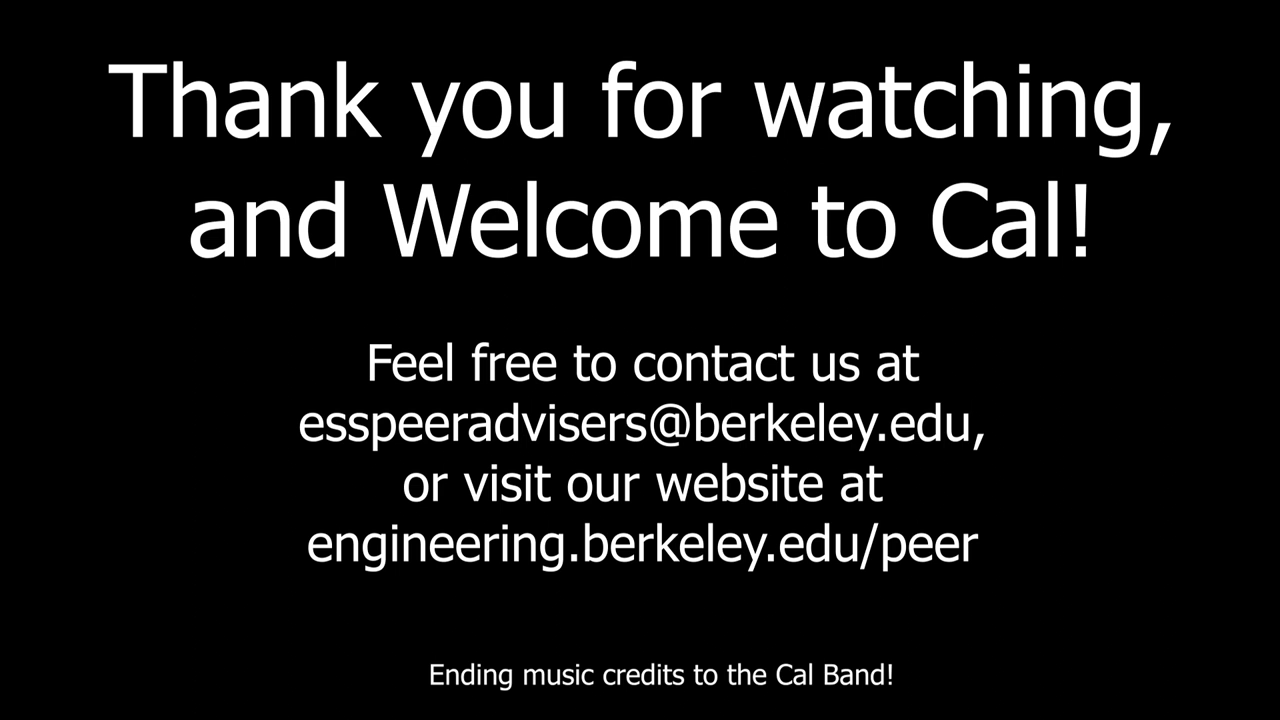 Thank you for watching,
and Welcome to Cal!
Feel free to contact us at
esspeeradvisers@berkeley.edu,
or visit our website at
engineering.berkeley.edu/peer
Ending music credits to the Cal Band!